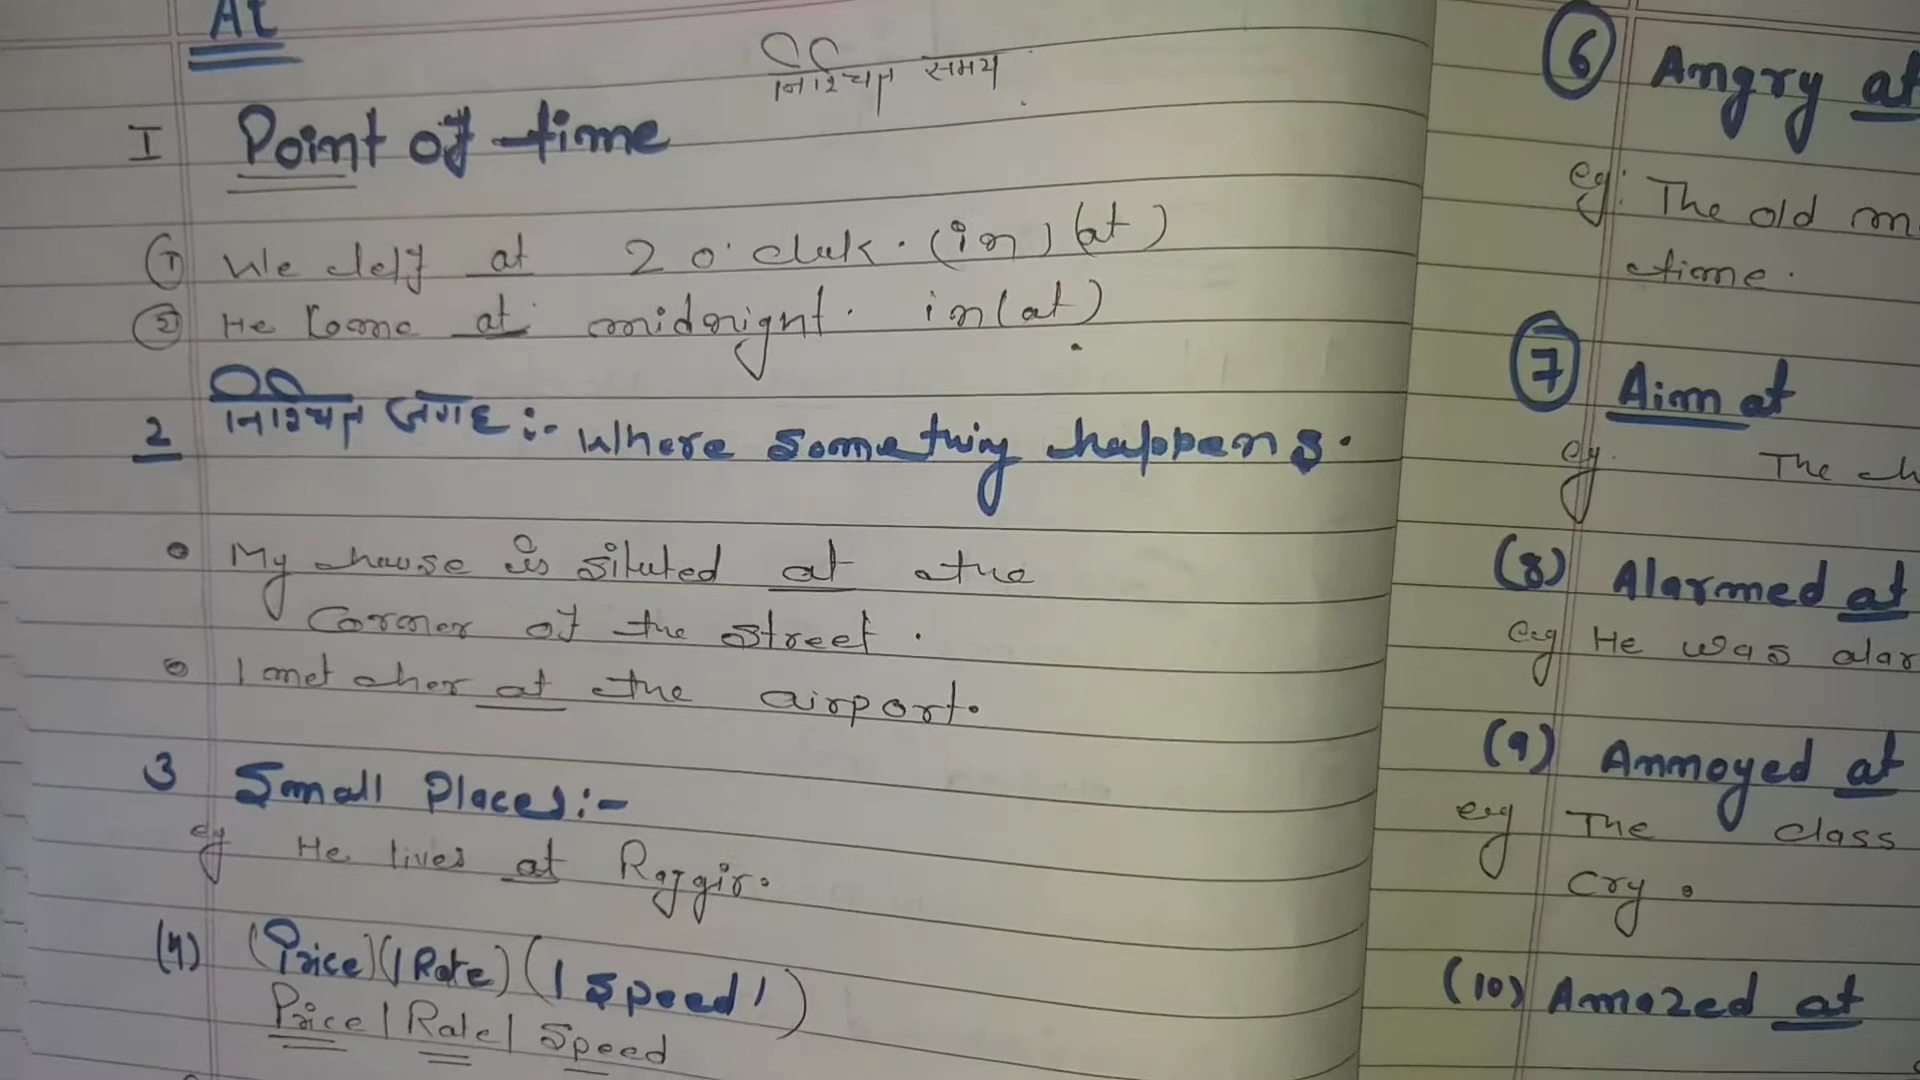 At
निश्चित समय
I Point of time
① We left at 2 o'clock. (in) (at)
② He came at midnight. in (at)
2 निश्चित जगह :- Where something happens.
My house is situted at the
Corner of the street.
I met her at the airport.
3 Small Places :-
eg He lives at Rajgir.
(4) (Price) (Rate) (Speed)
Price | Rate | Speed
⑥ Angry at
eg: The old
time.
⑦ Aim at
eg. The
(8) Alarmed at
eg He was
(9) Annoyed at
eg The class
Cry.
(10) Amazed at